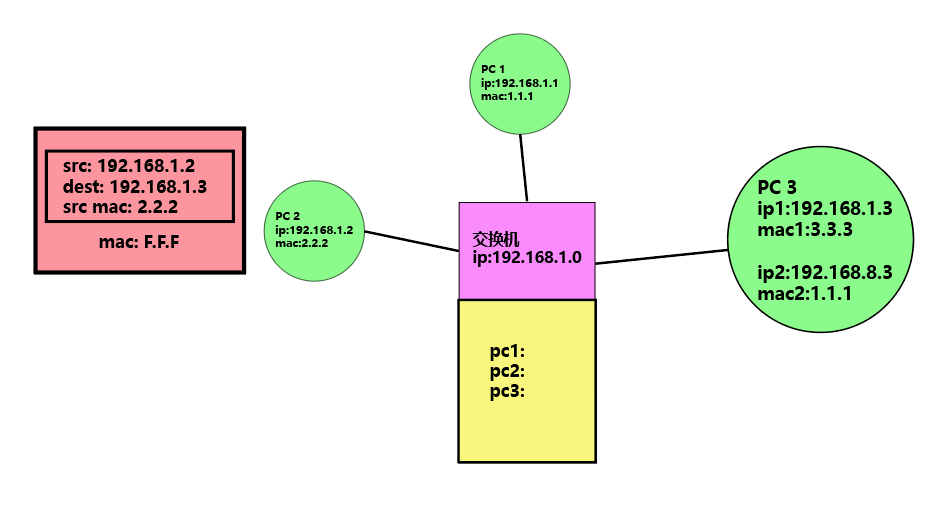 PC 1
ip:192.168.1.1
mac:1.1.1
src: 192.168.1.2
dest: 192.168.1.3
src mac: 2.2.2
mac: F.F.F
PC 2
ip:192.168.1.2
mac:2.2.2
交换机
ip:192.168.1.0
pc1:
pc2:
pc3:
PC 3
ip1:192.168.1.3
mac1:3.3.3
ip2:192.168.8.3
mac2:1.1.1